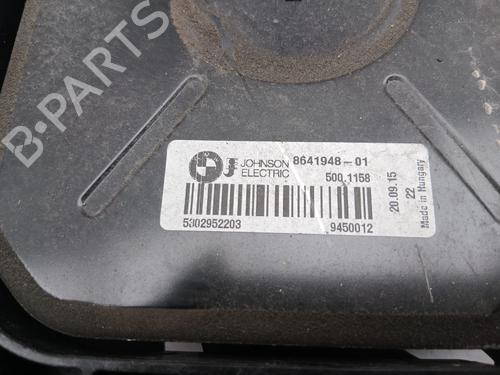 B-PARTS
JOHNSON ELECTRIC
8641948-01
500.1158
5302952203
9450012
20.09.15
22
Made in Hungary